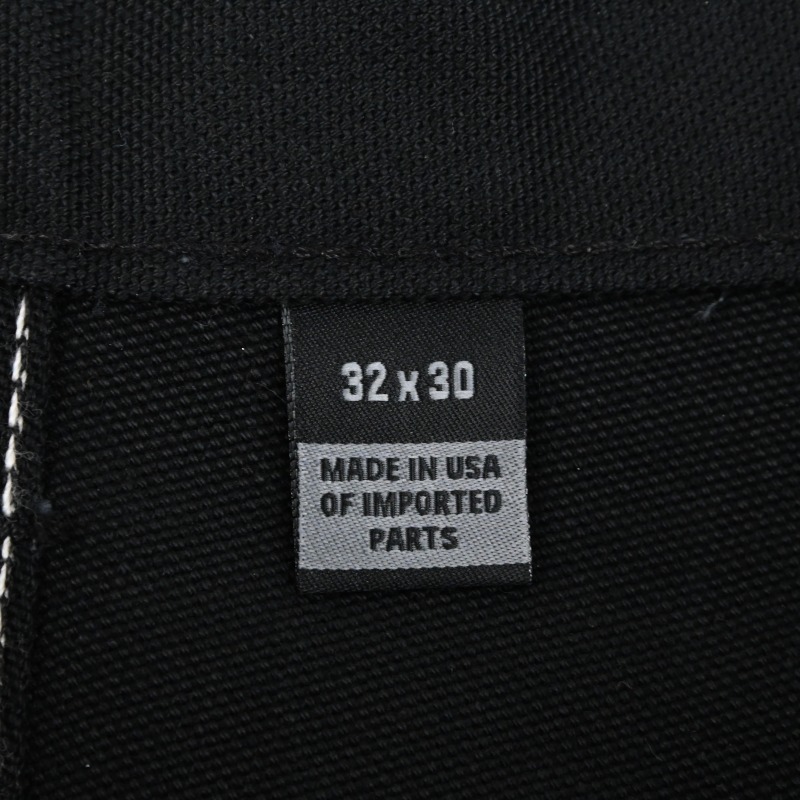 32 x 30
MADE IN USA
OF IMPORTED
PARTS